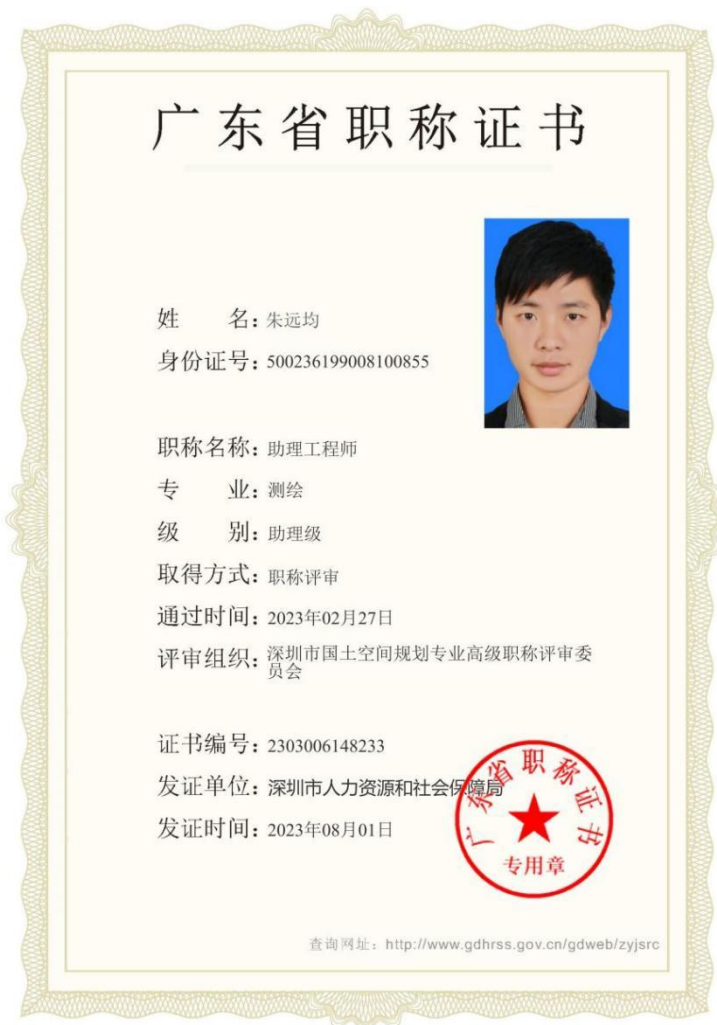 广东省职称证书
姓 名：朱远均
身份证号：500236199008100855
职称名称：助理工程师
专 业：测绘
级 别：助理级
取得方式：职称评审
通过时间：2023年02月27日
评审组织：深圳市国土空间规划专业高级职称评审委
员会
证书编号：2303006148233
发证单位：深圳市人力资源和社会保障局
发证时间：2023年08月01日
广东省职称证书
专用章
查询网址：http://www.gdhrss.gov.cn/gdweb/zyjsrc